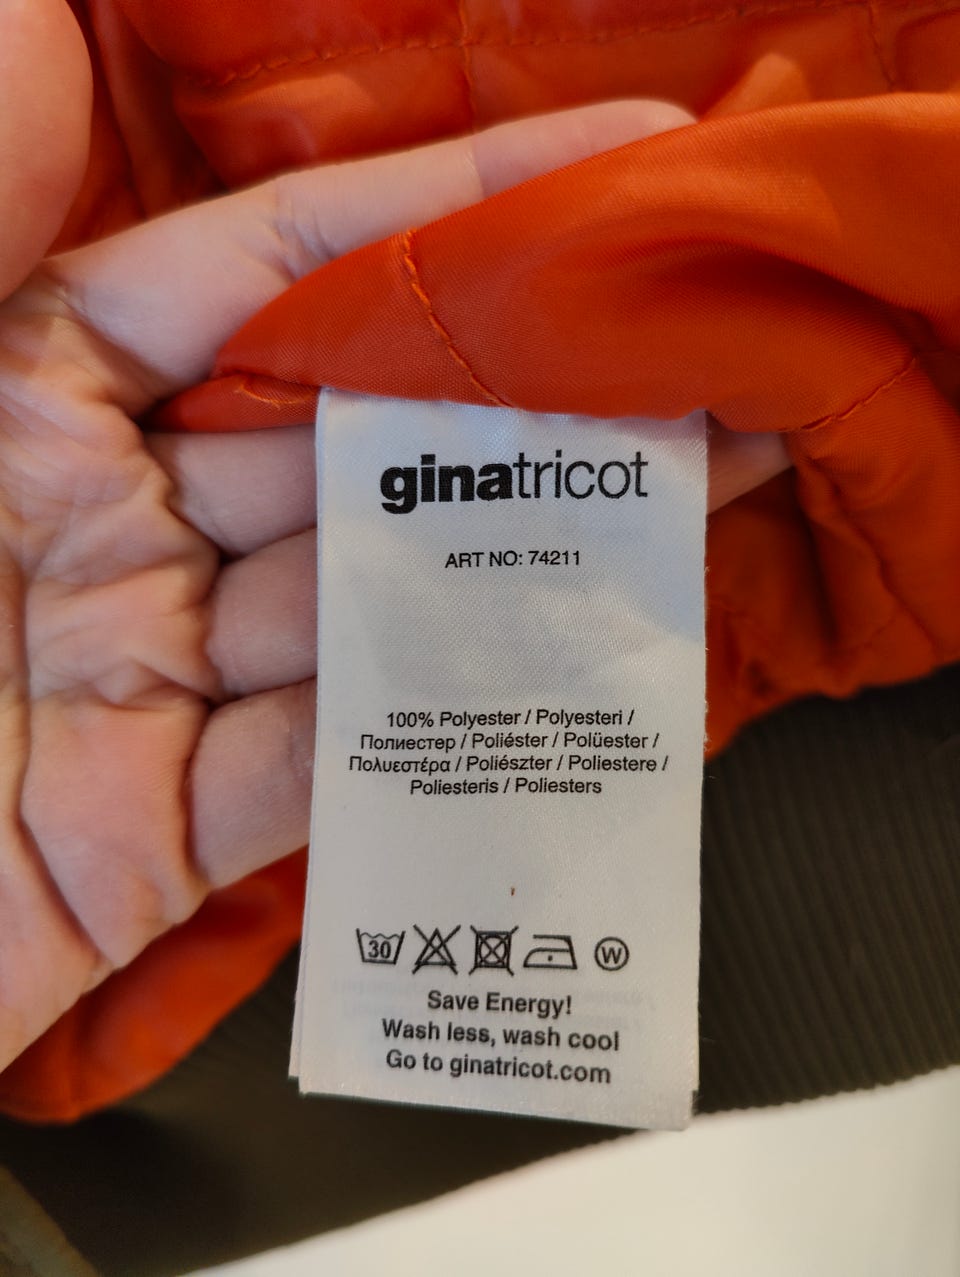 ginatricot
ART NO: 74211
100% Polyester / Polyesteri /
Полиестер / Poliéster / Polüester /
Πολυεστέρα / Poliészter / Poliestere /
Poliesteris / Poliesters
30 W
Save Energy!
Wash less, wash cool
Go to ginatricot.com